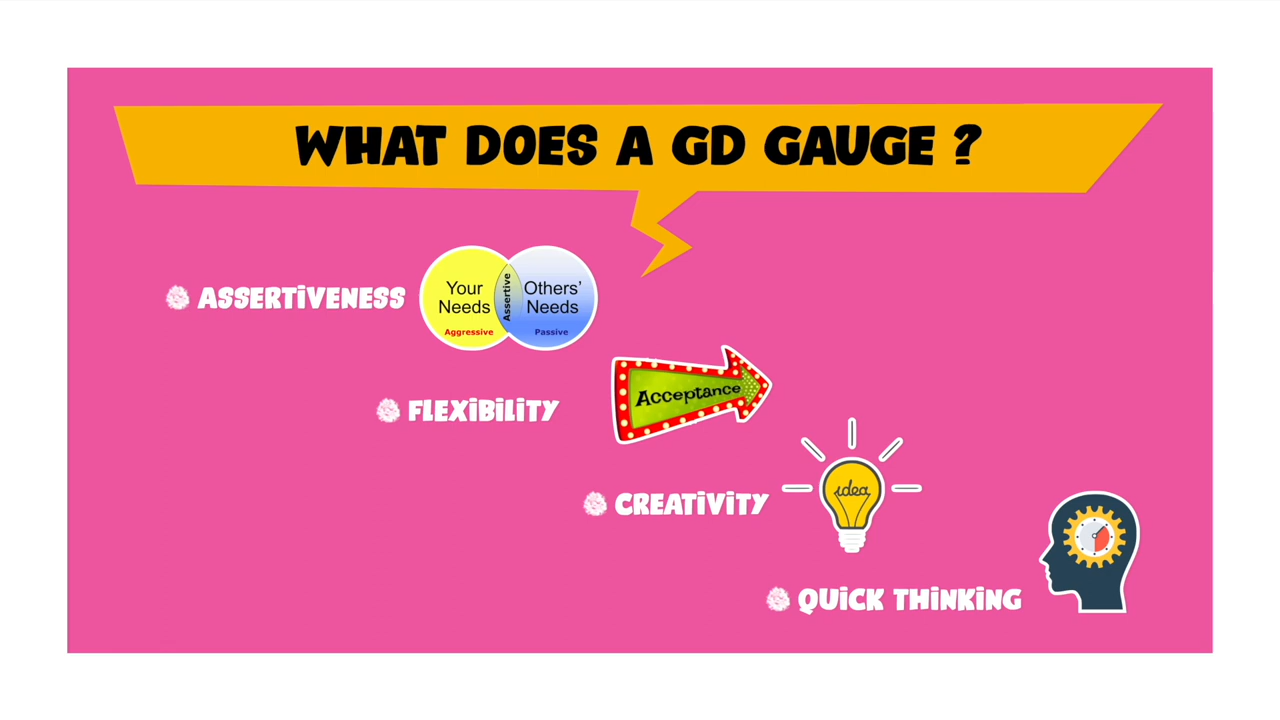 WHAT DOES A GD GAUGE ?
ASSERTIVENESS
Your Needs
Aggressive
Assertive
Others' Needs
Passive
FLEXIBILITY
Acceptance
CREATIVITY
idea
QUICK THINKING